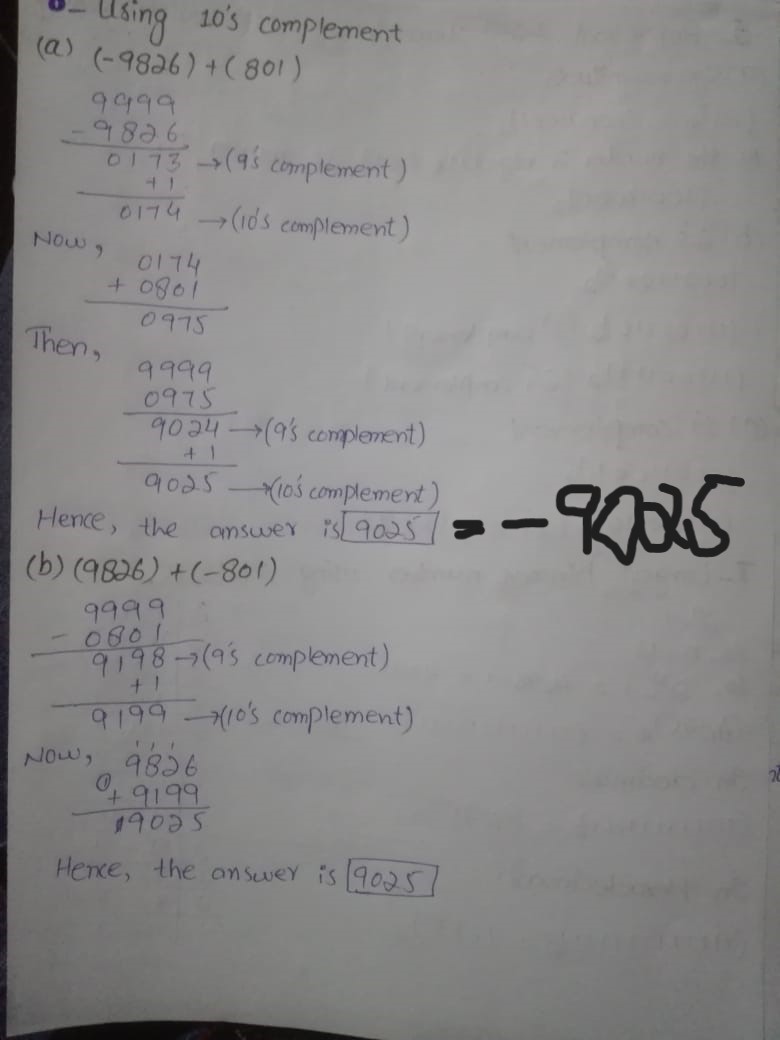 Using 10's complement
(a) (-9826) + (801)
9999
- 9826
0173 → (9's complement)
+1
0174 → (10's complement)
Now,
0174
+ 0801
0975
Then,
9999
0975
9024 → (9's complement)
+1
9025 → (10's complement)
Hence, the answer is 9025 = -9025
(b) (9826) + (-801)
9999
- 0801
9198 → (9's complement)
+1
9199 → (10's complement)
Now, 9826
+ 9199
19025
Hence, the answer is 9025